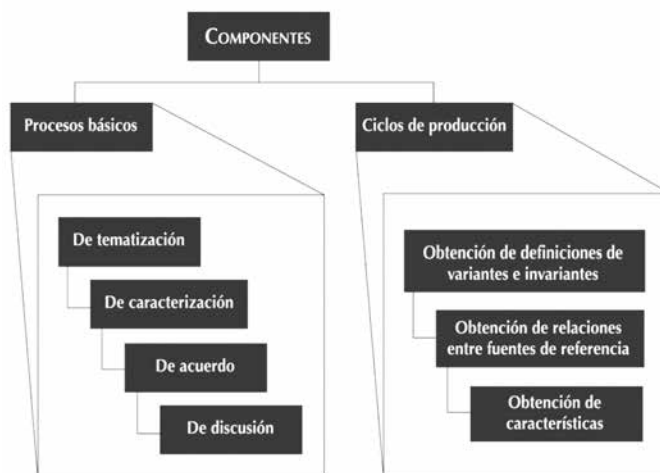 COMPONENTES
Procesos básicos
Ciclos de producción
De tematización
De caracterización
De acuerdo
De discusión
Obtención de definiciones de
variantes e invariantes
Obtención de relaciones
entre fuentes de referencia
Obtención de
características